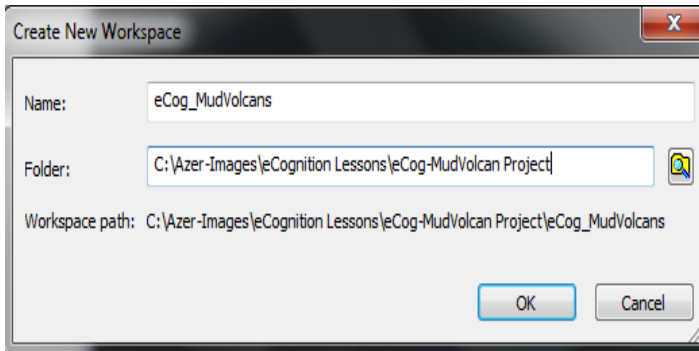 Create New Workspace
X
Name: eCog_MudVolcans
Folder: C:\Azer-Images\eCognition Lessons\eCog-MudVolcan Project
Workspace path: C:\Azer-Images\eCognition Lessons\eCog-MudVolcan Project\eCog_MudVolcans
OK Cancel